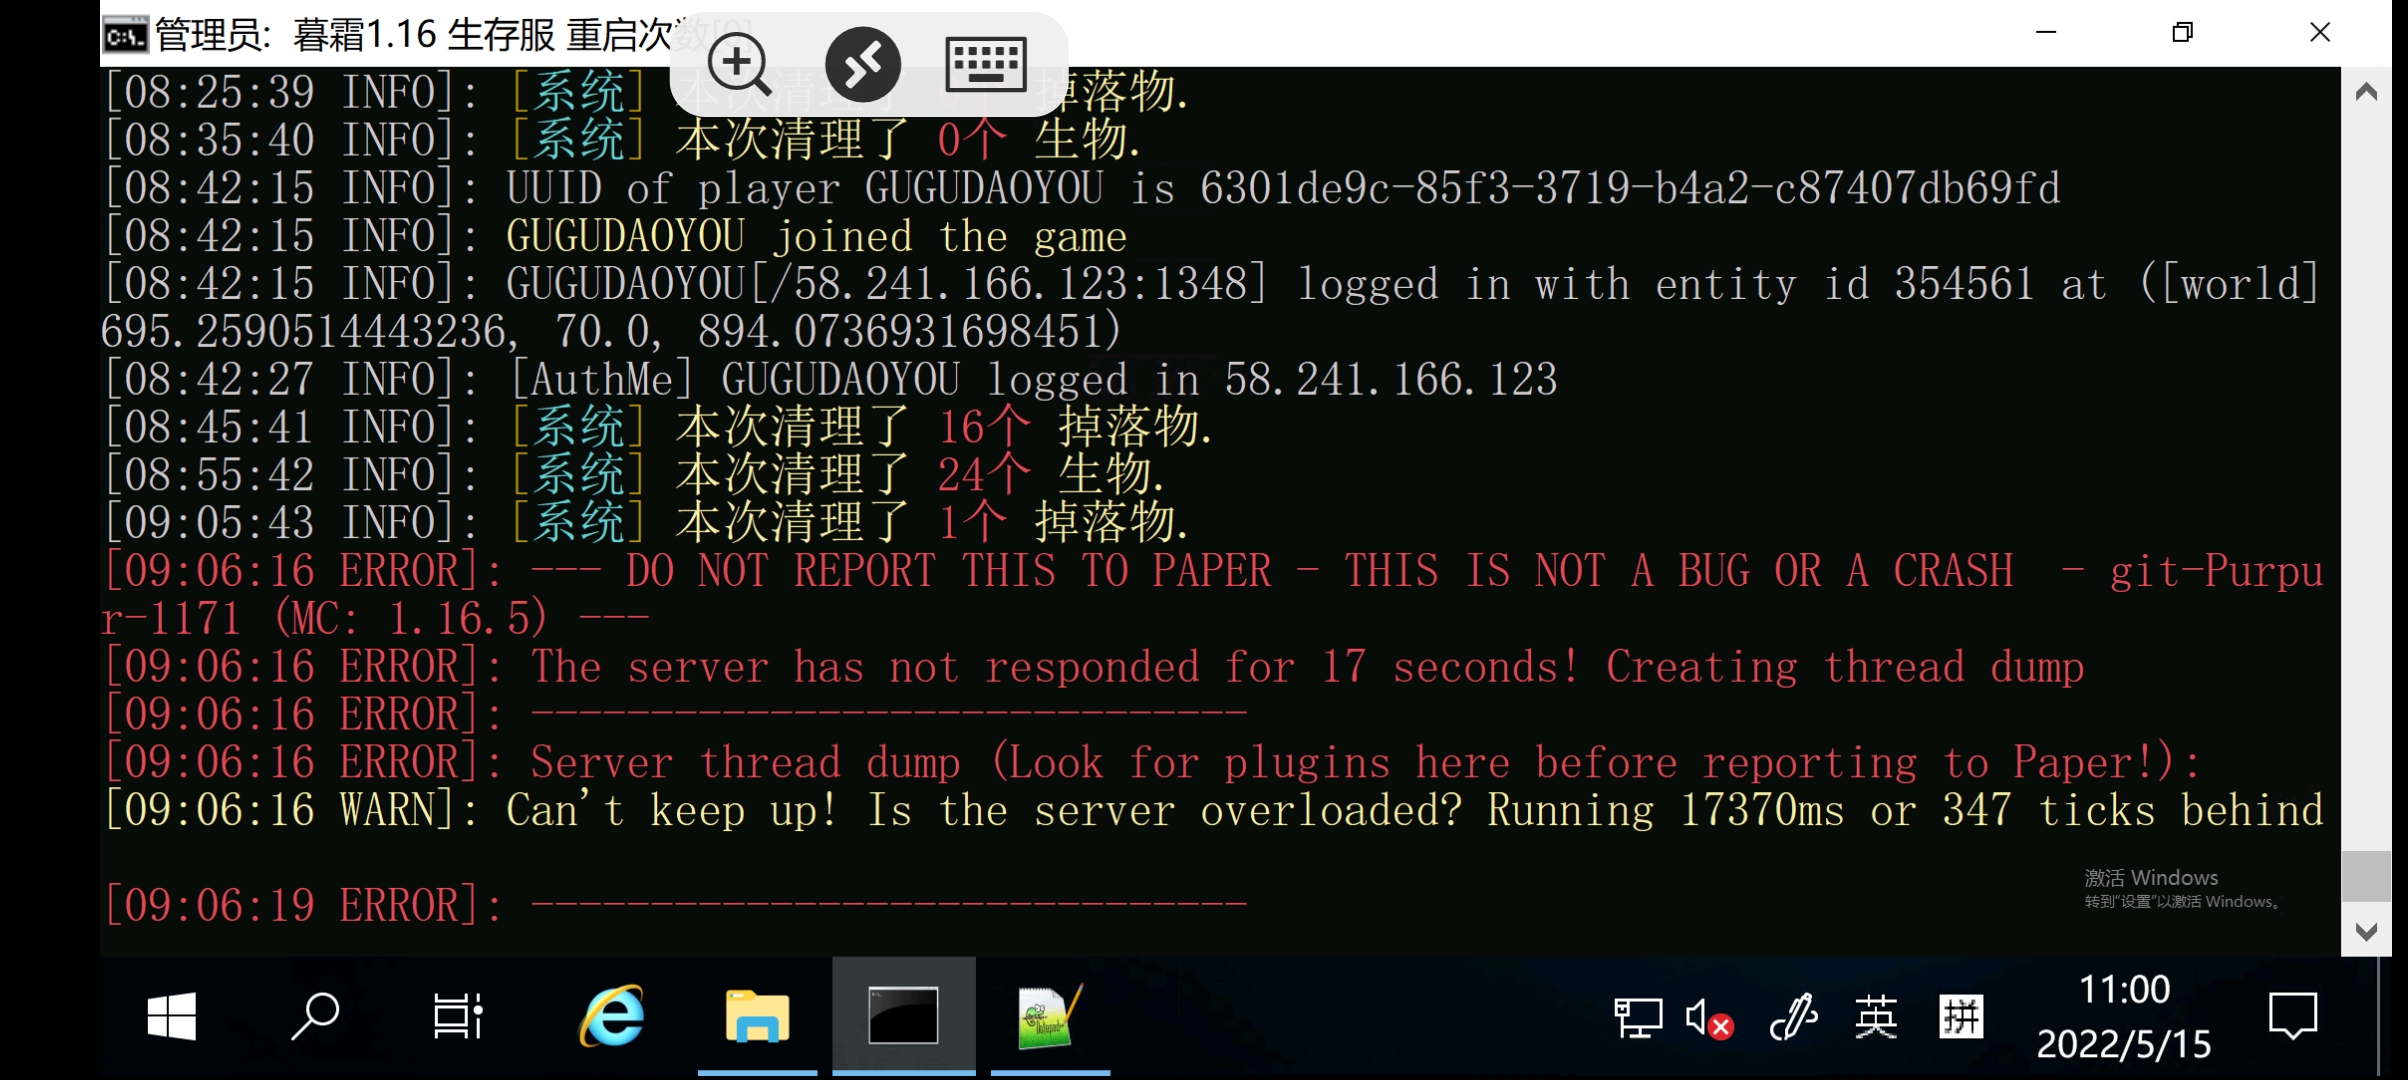 管理员: 暮霜1.16 生存服 重启次数[0]
[08:25:39 INFO]: [系统] 本次清理了 0个 掉落物.
[08:35:40 INFO]: [系统] 本次清理了 0个 生物.
[08:42:15 INFO]: UUID of player GUGUDAOYOU is 6301de9c-85f3-3719-b4a2-c87407db69fd
[08:42:15 INFO]: GUGUDAOYOU joined the game
[08:42:15 INFO]: GUGUDAOYOU[/58.241.166.123:1348] logged in with entity id 354561 at ([world]
695.2590514443236, 70.0, 894.0736931698451)
[08:42:27 INFO]: [AuthMe] GUGUDAOYOU logged in 58.241.166.123
[08:45:41 INFO]: [系统] 本次清理了 16个 掉落物.
[08:55:42 INFO]: [系统] 本次清理了 24个 生物.
[09:05:43 INFO]: [系统] 本次清理了 1个 掉落物.
[09:06:16 ERROR]: --- DO NOT REPORT THIS TO PAPER - THIS IS NOT A BUG OR A CRASH  - git-Purpu
r-1171 (MC: 1.16.5) ---
[09:06:16 ERROR]: The server has not responded for 17 seconds! Creating thread dump
[09:06:16 ERROR]: ------------------------------
[09:06:16 ERROR]: Server thread dump (Look for plugins here before reporting to Paper!):
[09:06:16 WARN]: Can't keep up! Is the server overloaded? Running 17370ms or 347 ticks behind
[09:06:19 ERROR]: ------------------------------
激活 Windows
转到"设置"以激活 Windows。
英
拼
11:00
2022/5/15